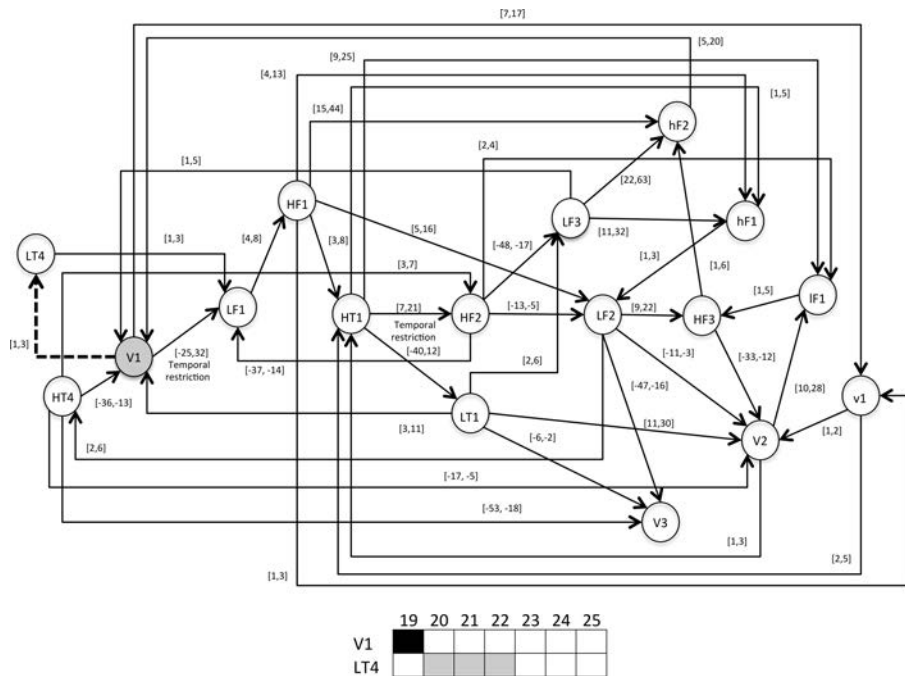 [7,17]
[5,20]
[9,25]
[4,13]
[1,5]
[15,44]
hF2
[2,4]
[1,5]
[22,63]
HF1
LF3
hF1
[5,16]
[11,32]
[1,3]
[4,8]
[3,8]
[-48, -17]
[1,3]
LT4
[3,7]
[1,6]
[1,5]
lF1
LF1
HT1
[7,21]
HF2
[-13,-5]
LF2
[9,22]
HF3
Temporal
restriction
[1,3]
V1
[-25,32]
Temporal
restriction
[-40,12]
[-37, -14]
[2,6]
[-11,-3]
[-33,-12]
[-47,-16]
[10,28]
v1
HT4
[-36,-13]
LT1
[3,11]
[-6,-2]
[11,30]
V2
[1,2]
[2,6]
[-17, -5]
[-53, -18]
V3
[1,3]
[2,5]
[1,3]
19 20 21 22 23 24 25
V1
LT4